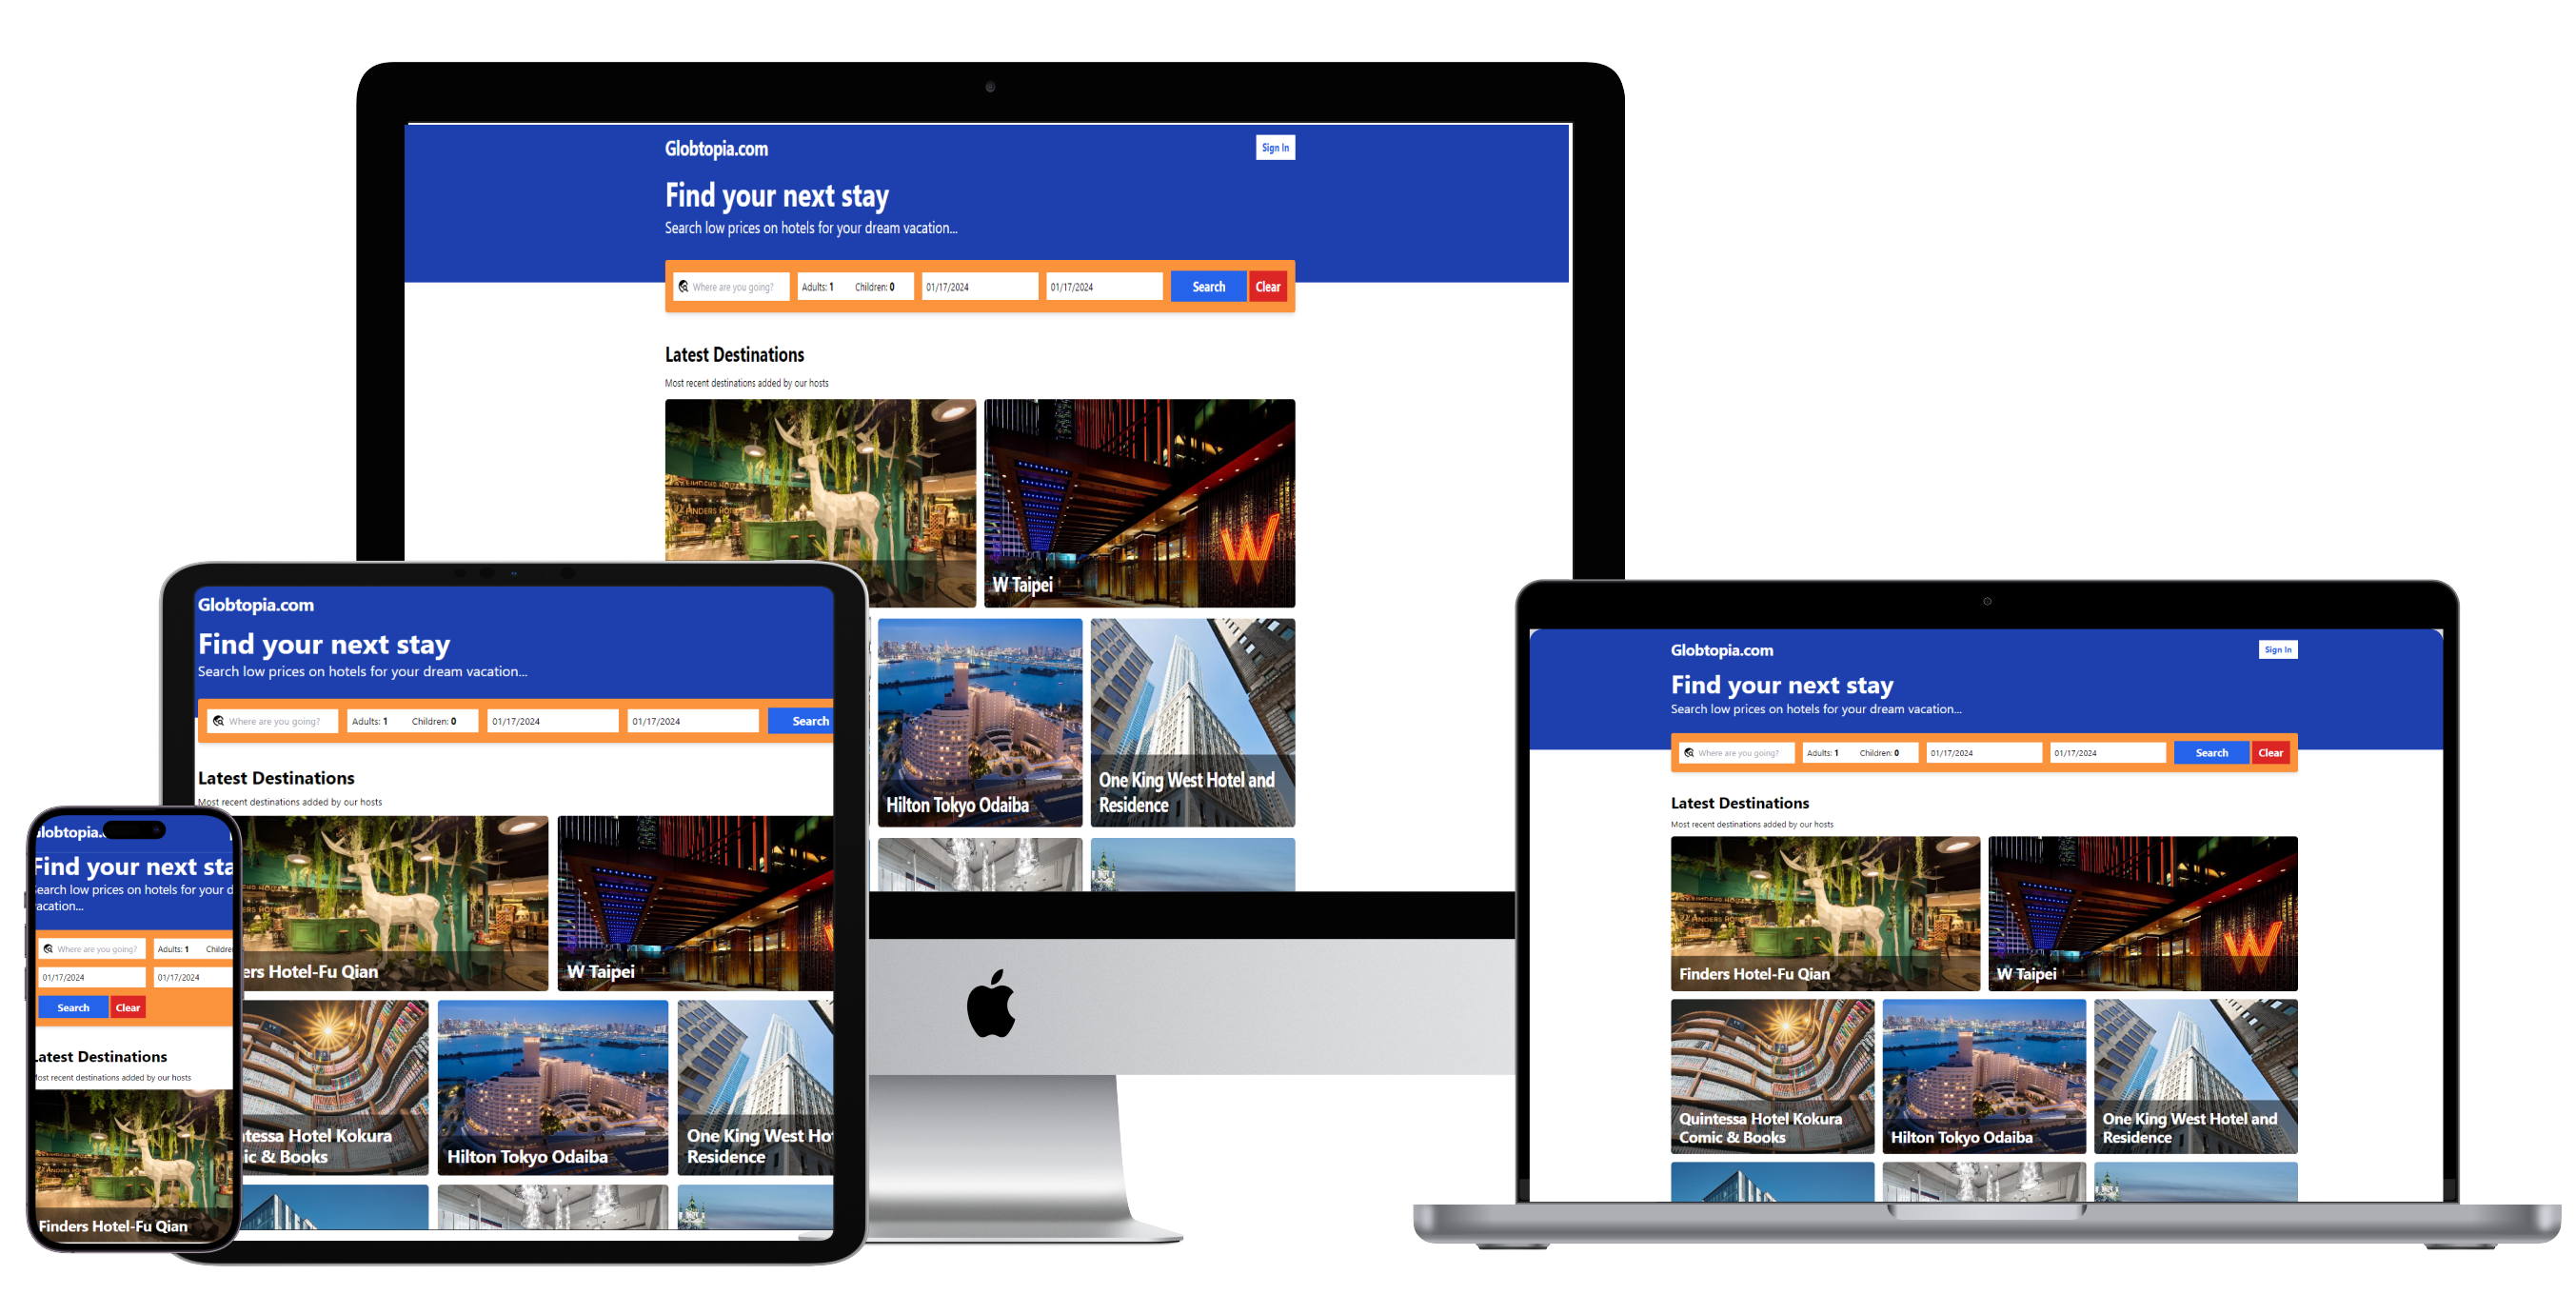 Globtopia.com
Sign In
Find your next stay
Search low prices on hotels for your dream vacation...
Where are you going?
Adults: 1
Children: 0
01/17/2024
01/17/2024
Search
Clear
Latest Destinations
Most recent destinations added by our hosts
FINDERS HOTEL
W
W Taipei
Hilton Tokyo Odaiba
One King West Hotel and
Residence
Globtopia.com
Find your next stay
Search low prices on hotels for your dream vacation...
Where are you going?
Adults: 1
Children: 0
01/17/2024
01/17/2024
Search
Latest Destinations
Most recent destinations added by our hosts
ers Hotel-Fu Qian
W Taipei
tessa Hotel Kokura
ic & Books
Hilton Tokyo Odaiba
One King West Ho
Residence
lobtopia.
Find your next sta
earch low prices on hotels for your d
acation...
Where are you going?
Adults: 1
Childre
01/17/2024
01/17/2024
Search
Clear
Latest Destinations
ost recent destinations added by our hosts
Finders Hotel-Fu Qian
Globtopia.com
Sign In
Find your next stay
Search low prices on hotels for your dream vacation...
Where are you going?
Adults: 1
Children: 0
01/17/2024
01/17/2024
Search
Clear
Latest Destinations
Most recent destinations added by our hosts
FINDERS HOTEL
W
Finders Hotel-Fu Qian
W Taipei
Quintessa Hotel Kokura
Comic & Books
Hilton Tokyo Odaiba
One King West Hotel and
Residence